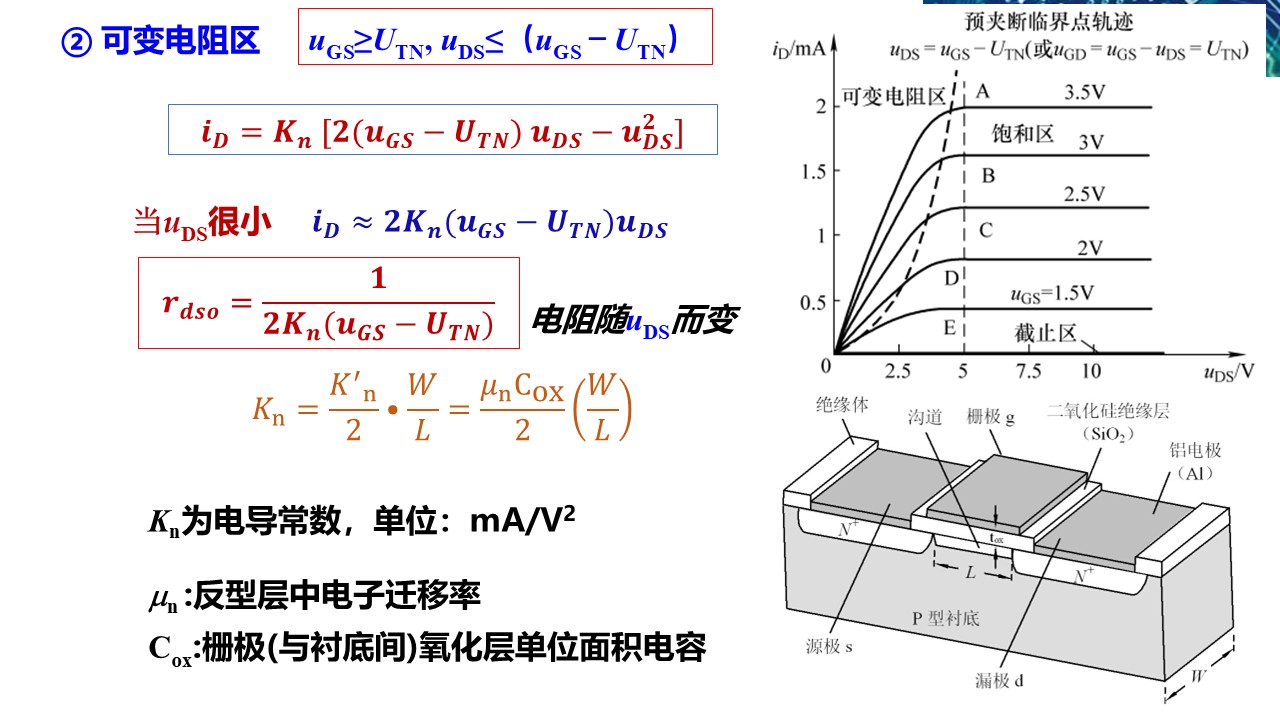 ② 可变电阻区
uGS≥UTN, uDS≤（uGS－UTN）
iD = Kn [2(uGS − UTN) uDS − u²DS]
当uDS很小 iD ≈ 2Kn(uGS − UTN)uDS
rdso = 1 / 2Kn(uGS − UTN)
电阻随uDS而变
Kn = K′n / 2 • W / L = μnCOX / 2 (W / L)
Kn为电导常数，单位：mA/V²
μn :反型层中电子迁移率
Cox:栅极(与衬底间)氧化层单位面积电容
预夹断临界点轨迹
iD/mA
uDS = uGS − UTN(或uGD = uGS − uDS = UTN)
可变电阻区
A
3.5V
2
饱和区
3V
1.5
B
2.5V
1
C
2V
D
uGS=1.5V
0.5
E
截止区
0
2.5
5
7.5
10
uDS/V
绝缘体
沟道
栅极 g
二氧化硅绝缘层
（SiO2）
铝电极
（Al）
N+
tox
L
N+
P 型衬底
源极 s
漏极 d
W